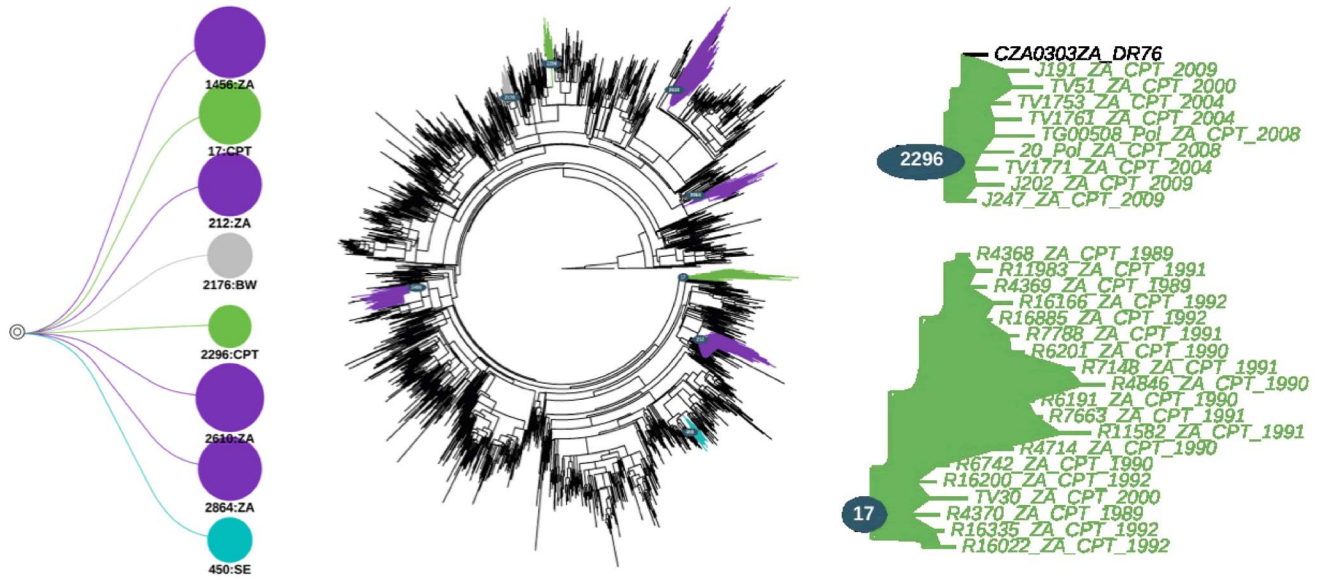 1456:ZA
17:CPT
212:ZA
2176:BW
2296:CPT
2610:ZA
2864:ZA
450:SE
CZA0303ZA_DR76
J191_ZA_CPT_2009
TV51_ZA_CPT_2000
TV1753_ZA_CPT_2004
TV1761_ZA_CPT_2004
TG00508_Pol_ZA_CPT_2008
20_Pol_ZA_CPT_2008
TV1771_ZA_CPT_2004
J202_ZA_CPT_2009
J247_ZA_CPT_2009
2296
R4368_ZA_CPT_1989
R11983_ZA_CPT_1991
R4369_ZA_CPT_1989
R16166_ZA_CPT_1992
R16885_ZA_CPT_1992
R7788_ZA_CPT_1991
R6201_ZA_CPT_1990
R7148_ZA_CPT_1991
R4846_ZA_CPT_1990
R6191_ZA_CPT_1990
R7663_ZA_CPT_1991
R11582_ZA_CPT_1991
R4714_ZA_CPT_1990
R6742_ZA_CPT_1990
R16200_ZA_CPT_1992
TV30_ZA_CPT_2000
R4370_ZA_CPT_1989
R16335_ZA_CPT_1992
R16022_ZA_CPT_1992
17